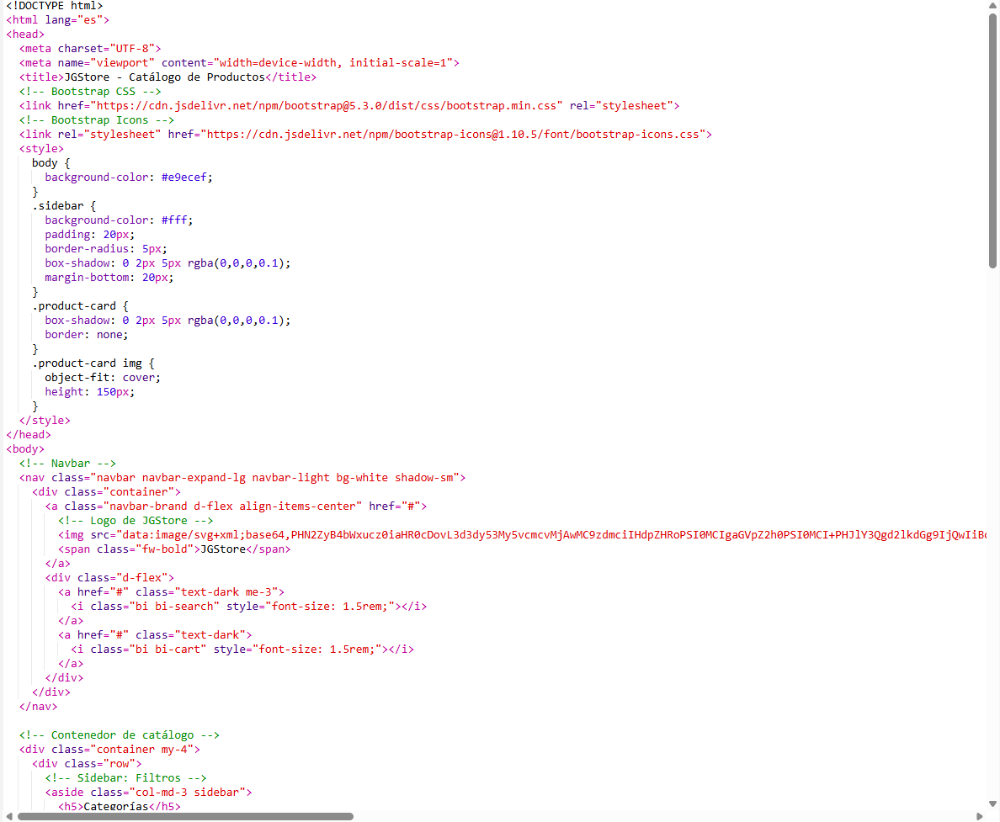 <!DOCTYPE html>
<html lang="es">
<head>
  <meta charset="UTF-8">
  <meta name="viewport" content="width=device-width, initial-scale=1">
  <title>JGStore - Catálogo de Productos</title>
  <!-- Bootstrap CSS -->
  <link href="https://cdn.jsdelivr.net/npm/bootstrap@5.3.0/dist/css/bootstrap.min.css" rel="stylesheet">
  <!-- Bootstrap Icons -->
  <link rel="stylesheet" href="https://cdn.jsdelivr.net/npm/bootstrap-icons@1.10.5/font/bootstrap-icons.css">
  <style>
    body {
      background-color: #e9ecef;
    }
    .sidebar {
      background-color: #fff;
      padding: 20px;
      border-radius: 5px;
      box-shadow: 0 2px 5px rgba(0,0,0,0.1);
      margin-bottom: 20px;
    }
    .product-card {
      box-shadow: 0 2px 5px rgba(0,0,0,0.1);
      border: none;
    }
    .product-card img {
      object-fit: cover;
      height: 150px;
    }
  </style>
</head>
<body>
  <!-- Navbar -->
  <nav class="navbar navbar-expand-lg navbar-light bg-white shadow-sm">
    <div class="container">
      <a class="navbar-brand d-flex align-items-center" href="#">
        <!-- Logo de JGStore -->
        <img src="data:image/svg+xml;base64,PHN2ZyB4bWxucz0iaHR0cDovL3d3dy53My5vcmcvMjAwMC9zdmciIHdpZHRoPSI0MCIgaGVpZ2h0PSI0MCI+PHJlY3Qgd2lkdGg9IjQwIiBo
        <span class="fw-bold">JGStore</span>
      </a>
      <div class="d-flex">
        <a href="#" class="text-dark me-3">
          <i class="bi bi-search" style="font-size: 1.5rem;"></i>
        </a>
        <a href="#" class="text-dark">
          <i class="bi bi-cart" style="font-size: 1.5rem;"></i>
        </a>
      </div>
    </div>
  </nav>

  <!-- Contenedor de catálogo -->
  <div class="container my-4">
    <div class="row">
      <!-- Sidebar: Filtros -->
      <aside class="col-md-3 sidebar">
        <h5>Categorías</h5>